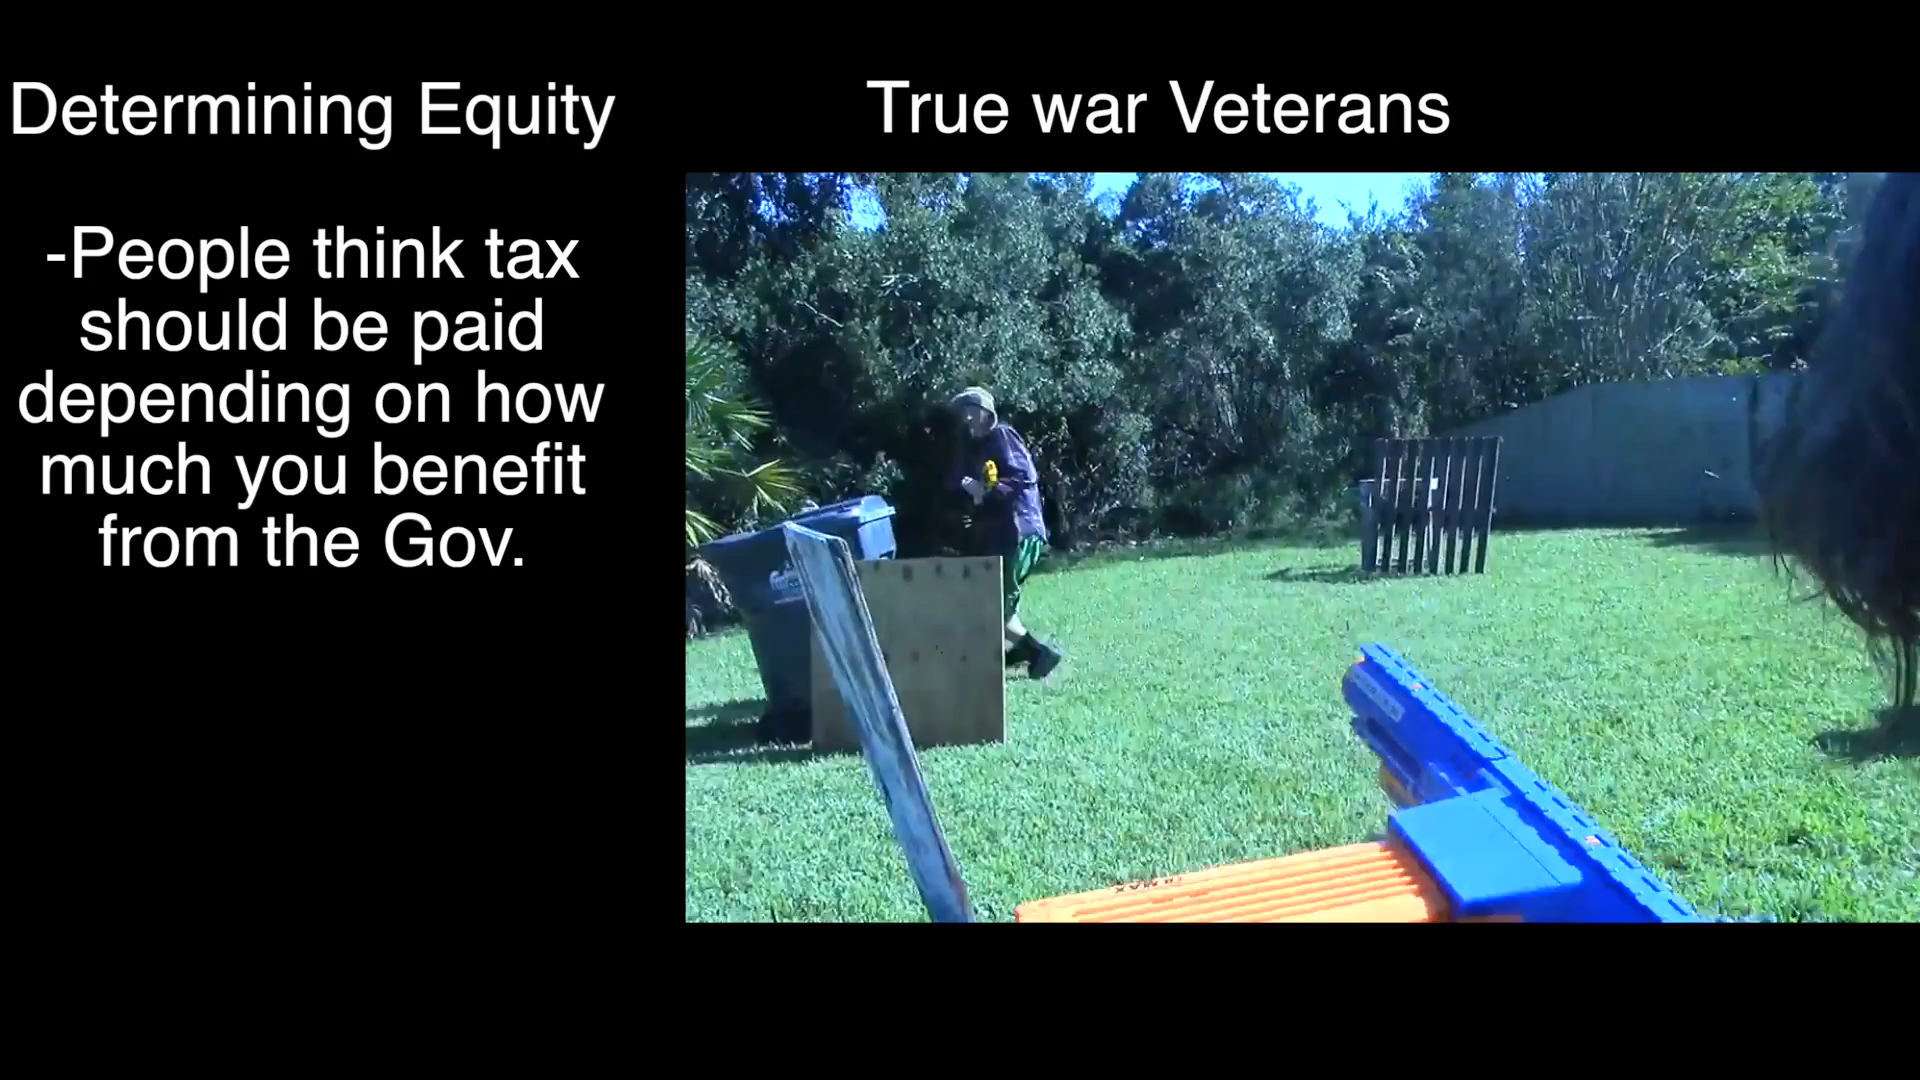 Determining Equity
True war Veterans
-People think tax
should be paid
depending on how
much you benefit
from the Gov.